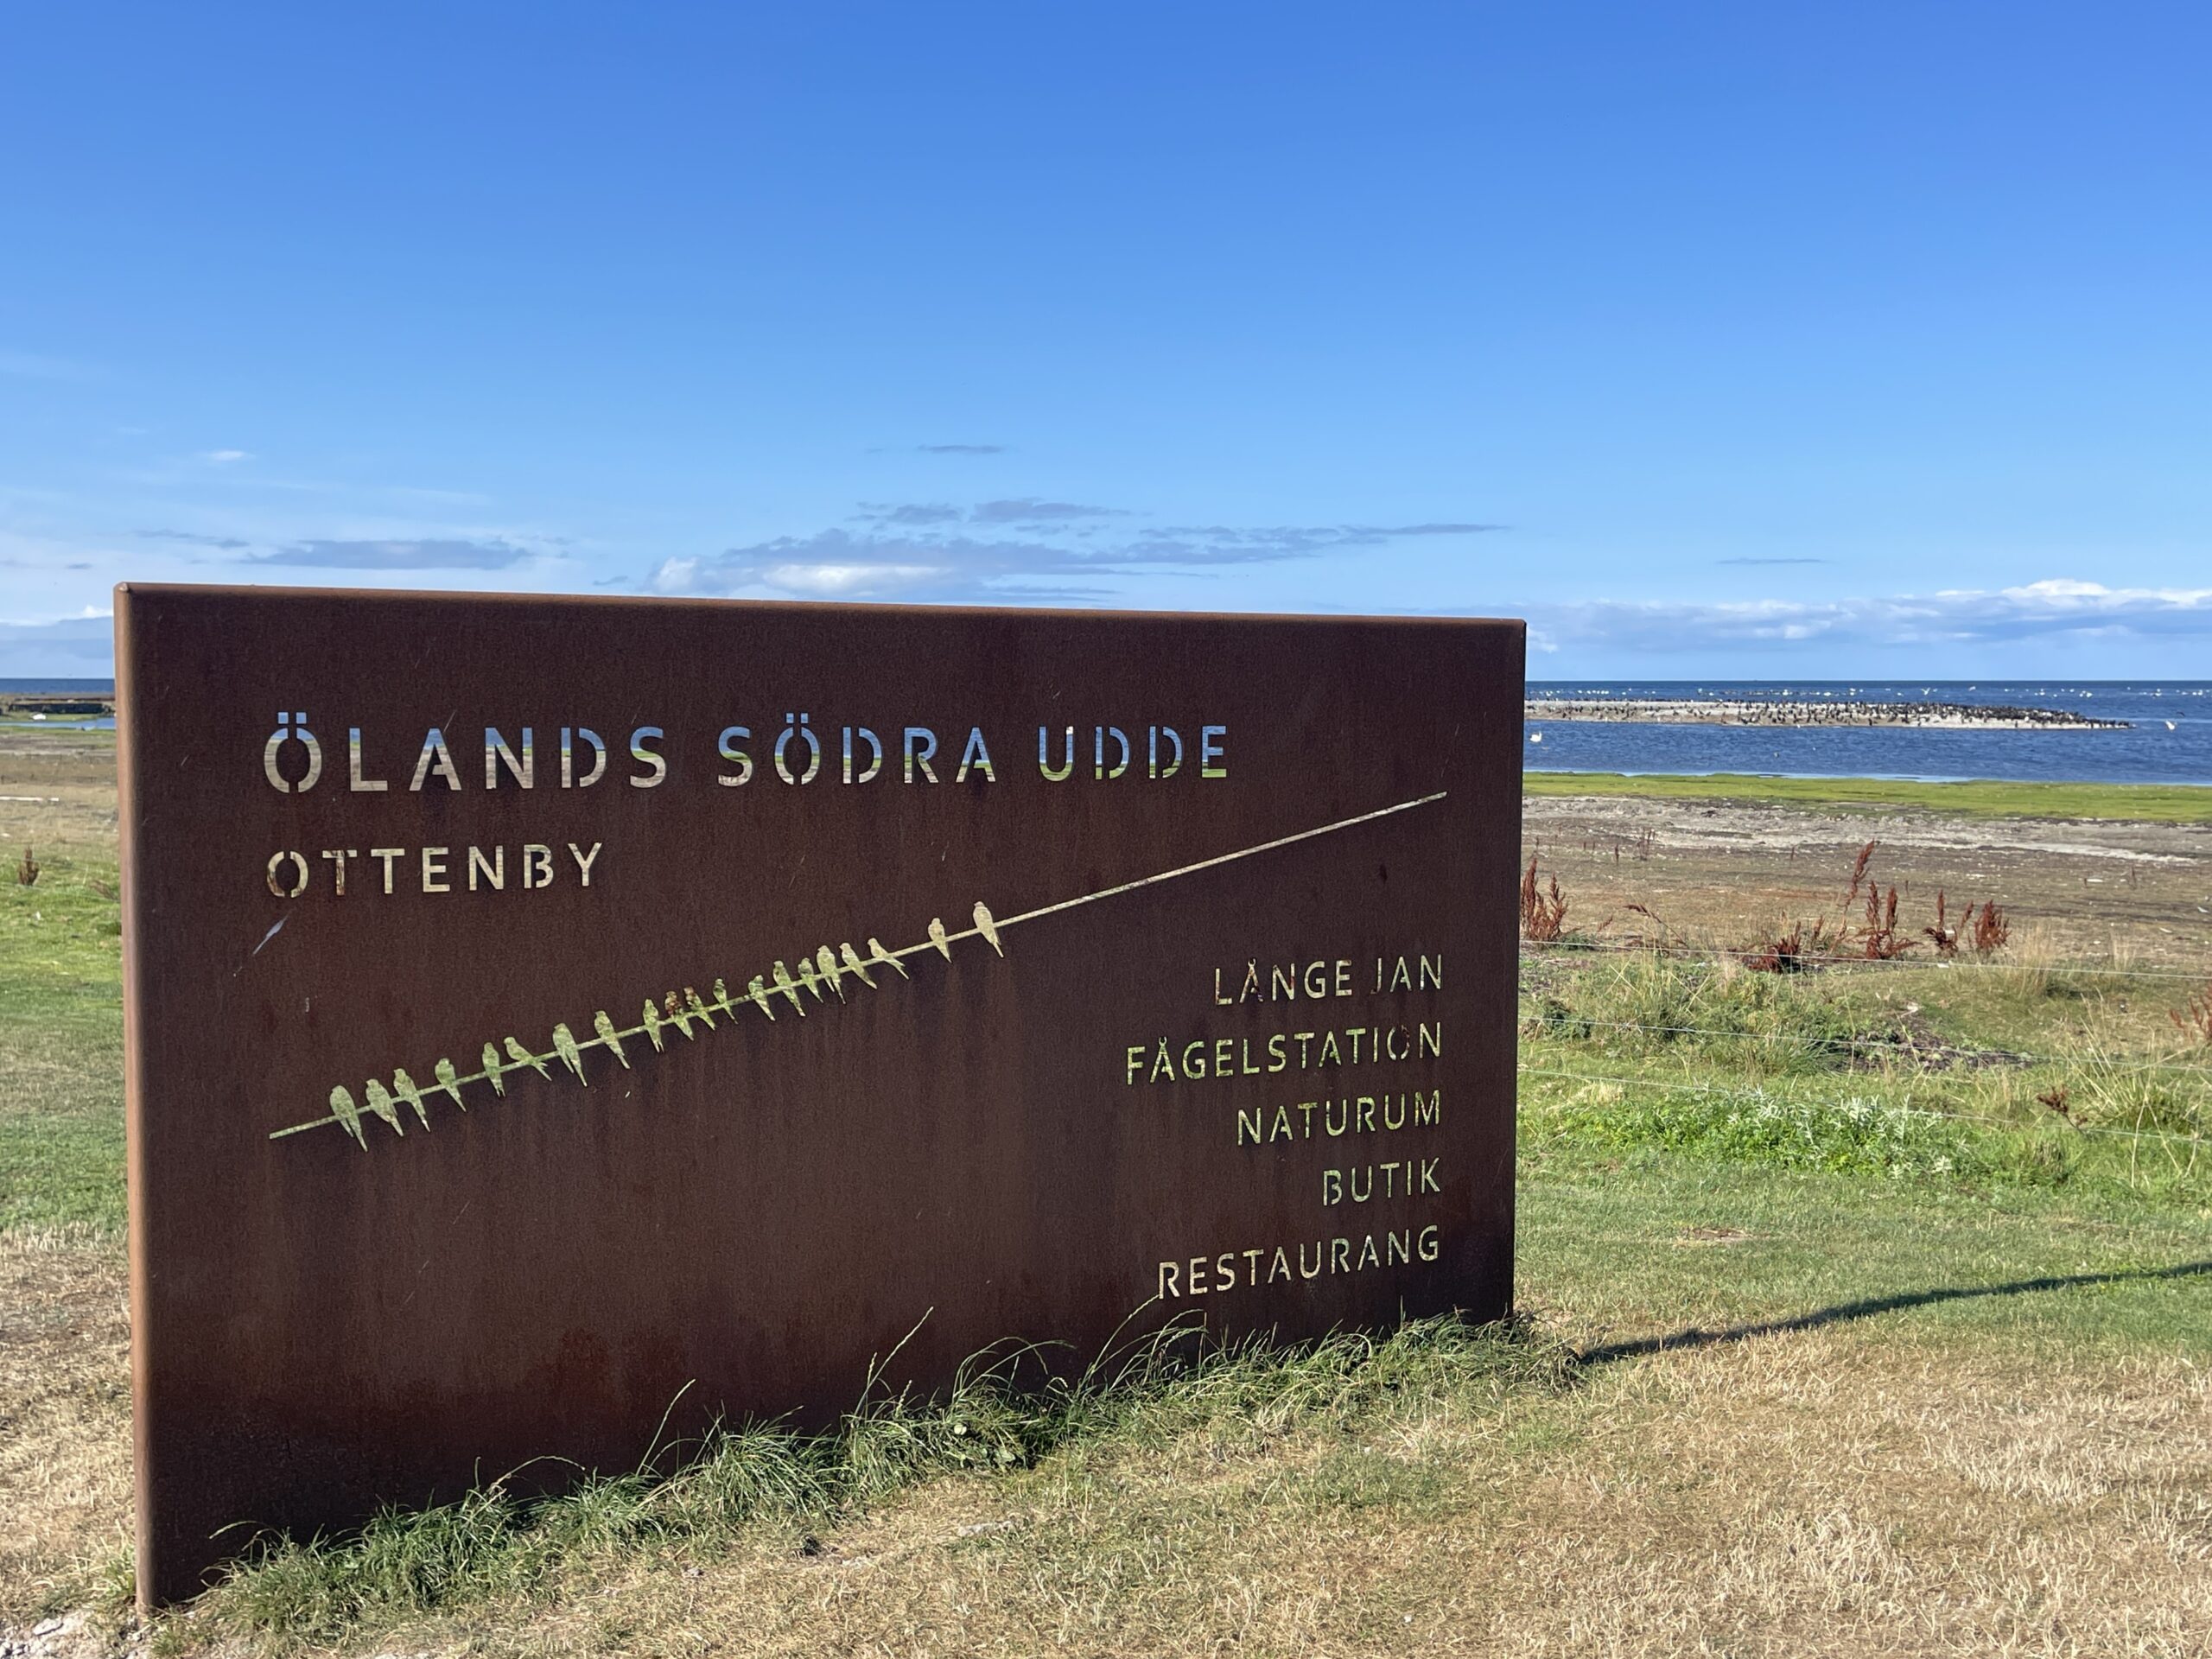 ÖLANDS SÖDRA UDDE
OTTENBY
LÅNGE JAN
FÅGELSTATION
NATURUM
BUTIK
RESTAURANG